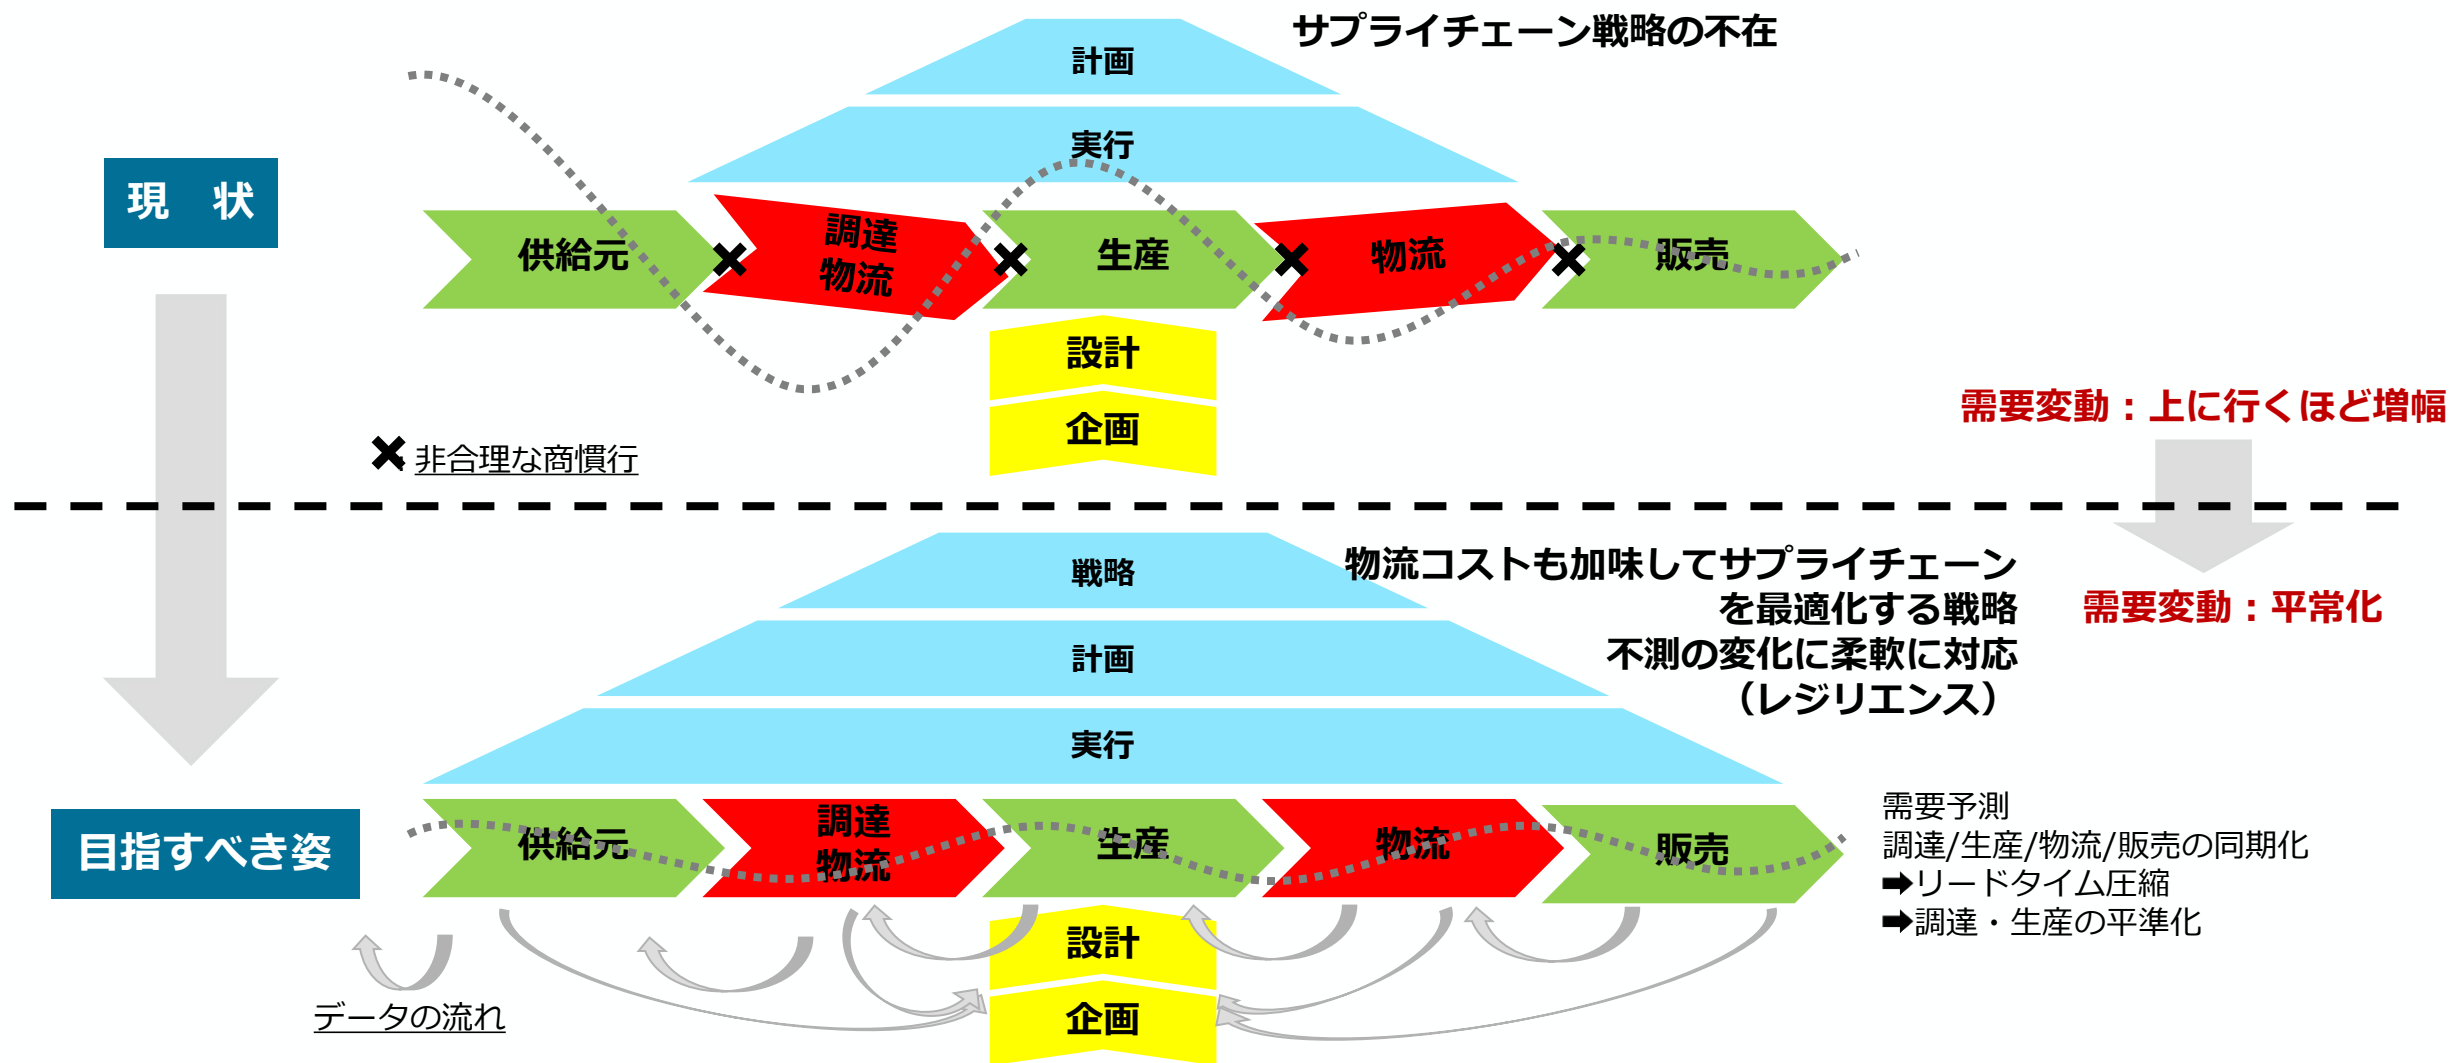 サプライチェーン戦略の不在
計画
実行
現　状
供給元
調達
物流
生産
物流
販売
設計
企画
非合理な商慣行
需要変動：上に行くほど増幅
戦略
計画
実行
物流コストも加味してサプライチェーン
を最適化する戦略
不測の変化に柔軟に対応
（レジリエンス）
需要変動：平常化
目指すべき姿
供給元
調達
物流
生産
物流
販売
設計
企画
需要予測
調達/生産/物流/販売の同期化
➡リードタイム圧縮
➡調達・生産の平準化
データの流れ